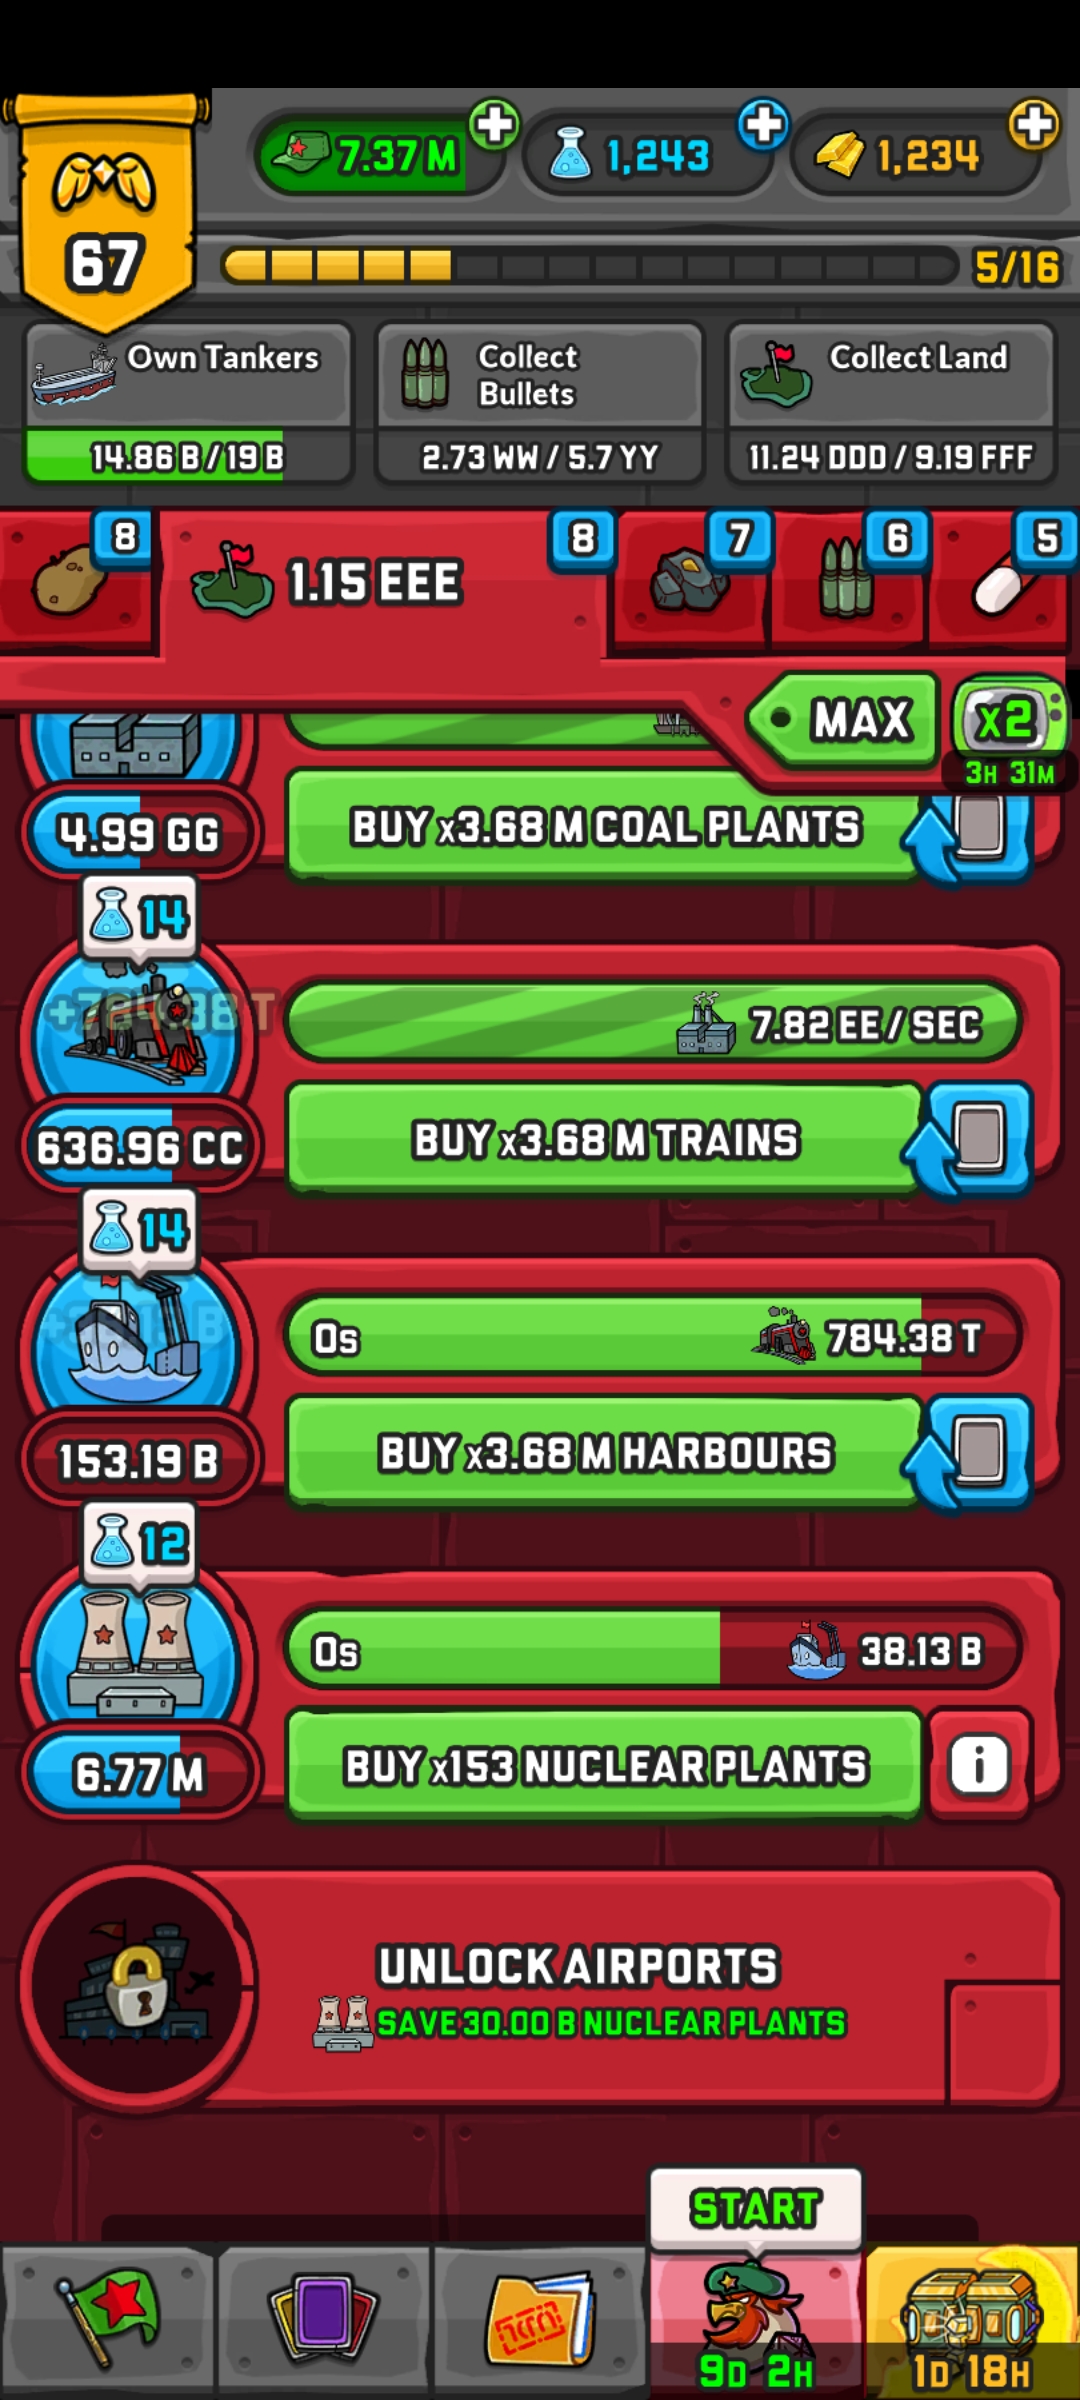 7.37 M
1,243
1,234
67
5/16
Own Tankers
14.86 B / 19 B
Collect
Bullets
2.73 WW / 5.7 YY
Collect Land
11.24 DDD / 9.19 FFF
8
1.15 EEE
8
7
6
5
MAX
x2
3H 31M
4.99 GG
BUY x3.68 M COAL PLANTS
14
+784.38 T
7.82 EE / SEC
636.96 CC
BUY x3.68 M TRAINS
14
0s
784.38 T
153.19 B
BUY x3.68 M HARBOURS
12
0s
38.13 B
6.77 M
BUY x153 NUCLEAR PLANTS
i
UNLOCK AIRPORTS
SAVE 30.00 B NUCLEAR PLANTS
START
9D 2H
1D 18H